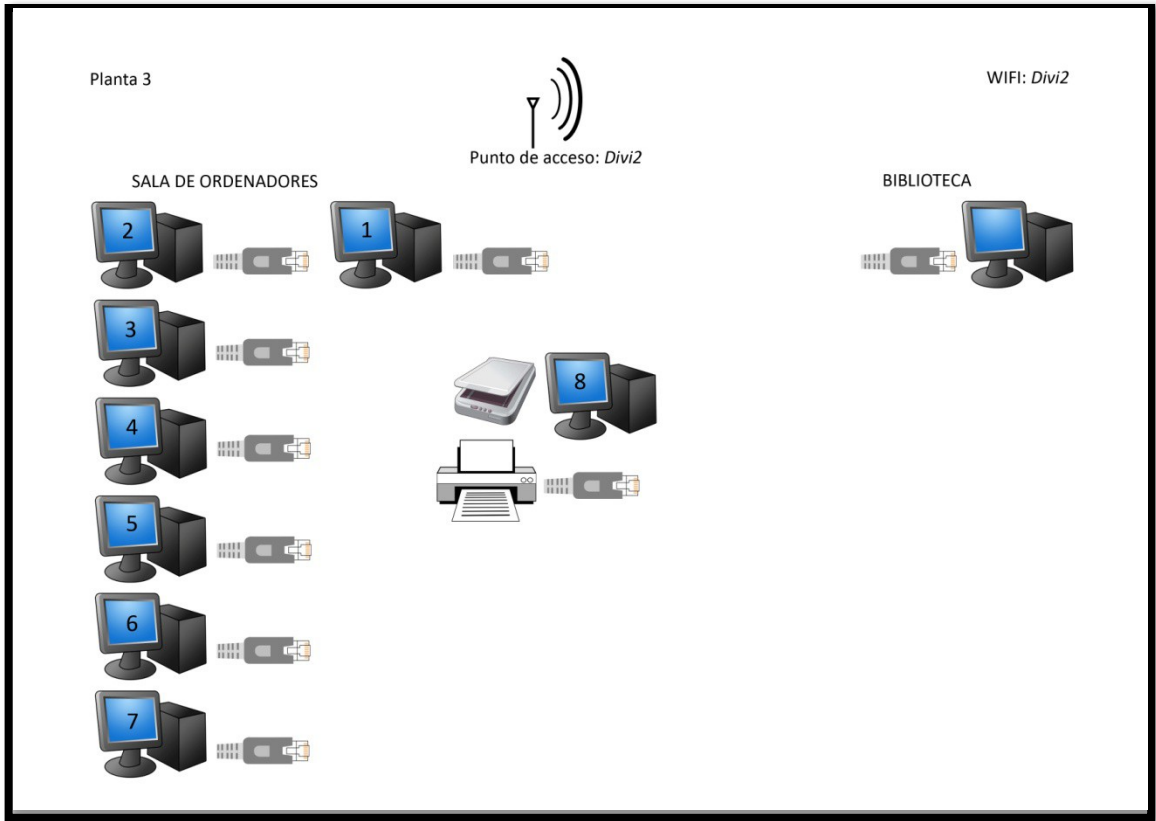 Planta 3
WIFI: Divi2
Punto de acceso: Divi2
SALA DE ORDENADORES
BIBLIOTECA
2
1
3
8
4
5
6
7